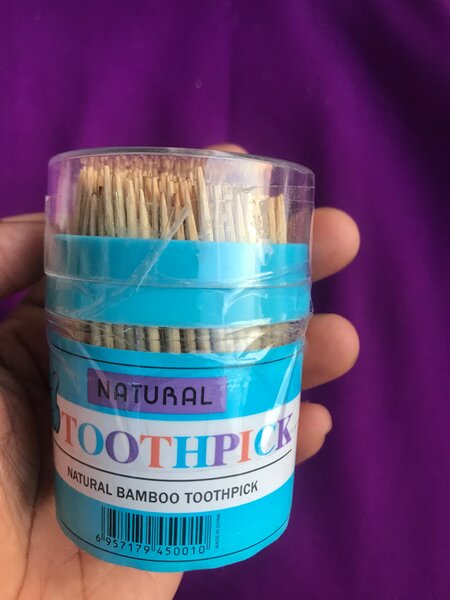 NATURAL
TOOTHPICK
NATURAL BAMBOO TOOTHPICK
6 957179 450010
MADE IN CHINA